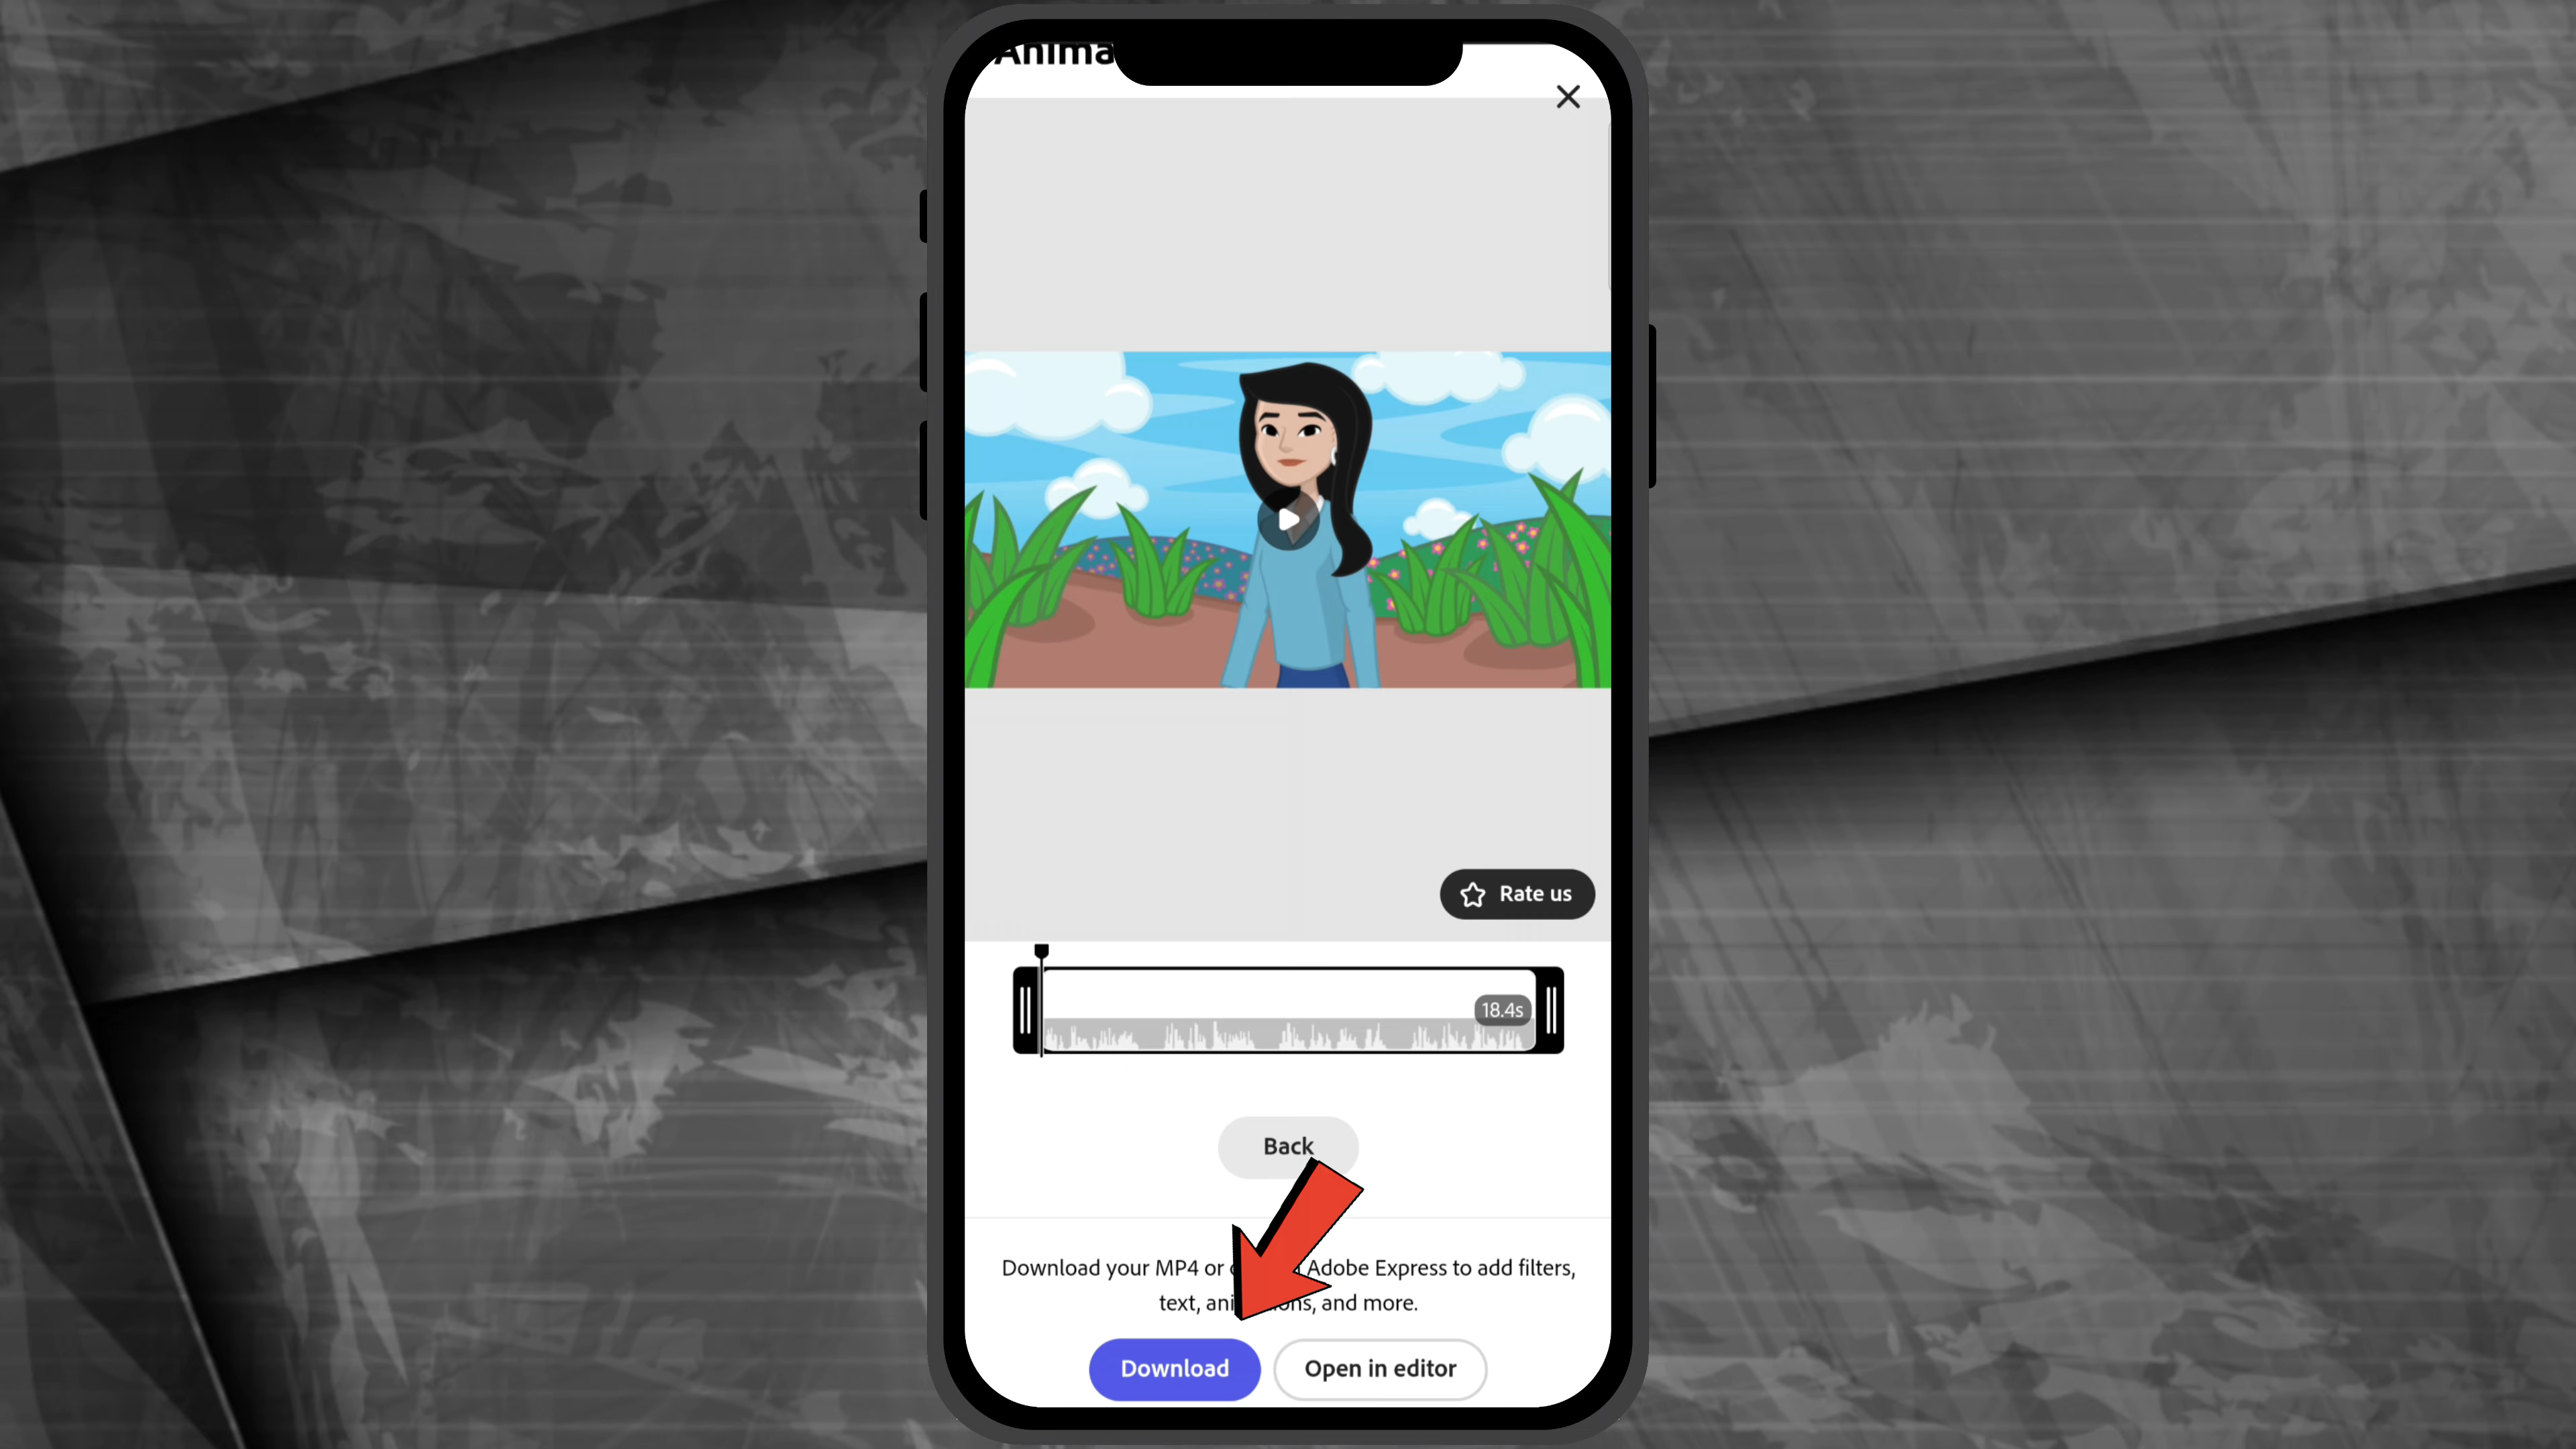 Anima
Rate us
18.4s
Back
Download your MP4 or Adobe Express to add filters,
text, and more.
Download
Open in editor